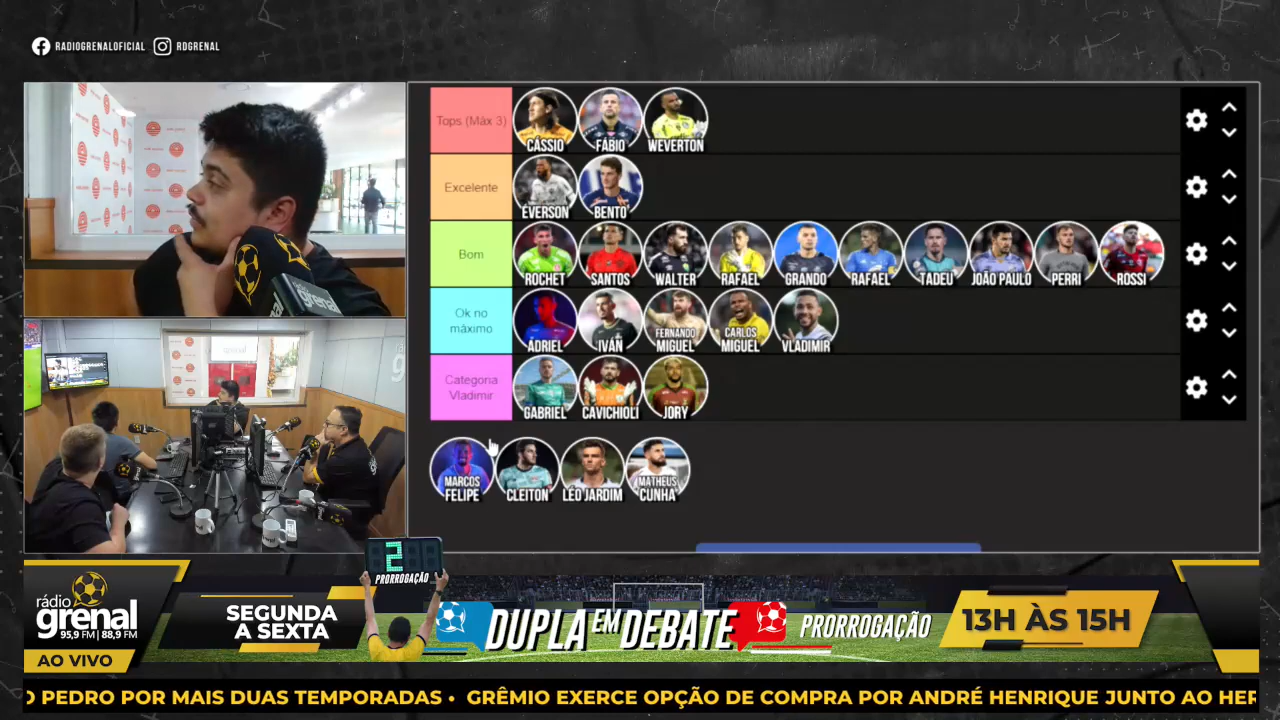 RADIOGRENALOFICIAL RDGRENAL
Tops (Máx 3)
CÁSSIO FÁBIO WEVERTON
Excelente
EVERSON BENTO
Bom
ROCHET SANTOS WALTER RAFAEL GRANDO RAFAEL TADEU JOÃO PAULO PERRI ROSSI
Ok no
máximo
ADRIEL IVÁN FERNANDO MIGUEL CARLOS MIGUEL VLADIMIR
Categoria
Vladimir
GABRIEL CAVICHIOLI JORY
MARCOS FELIPE CLEITON LÉO JARDIM MATHEUS CUNHA
grenal
2
PRORROGAÇÃO
rádio
grenal
95,9 FM | 88,9 FM
AO VIVO
SEGUNDA
A SEXTA
DUPLA EM DEBATE PRORROGAÇÃO
13H ÀS 15H
O PEDRO POR MAIS DUAS TEMPORADAS • GRÊMIO EXERCE OPÇÃO DE COMPRA POR ANDRÉ HENRIQUE JUNTO AO HER